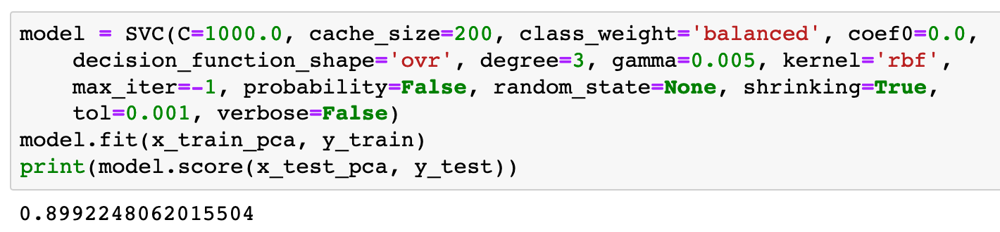 model = SVC(C=1000.0, cache_size=200, class_weight='balanced', coef0=0.0,
    decision_function_shape='ovr', degree=3, gamma=0.005, kernel='rbf',
    max_iter=-1, probability=False, random_state=None, shrinking=True,
    tol=0.001, verbose=False)
model.fit(x_train_pca, y_train)
print(model.score(x_test_pca, y_test))
0.8992248062015504